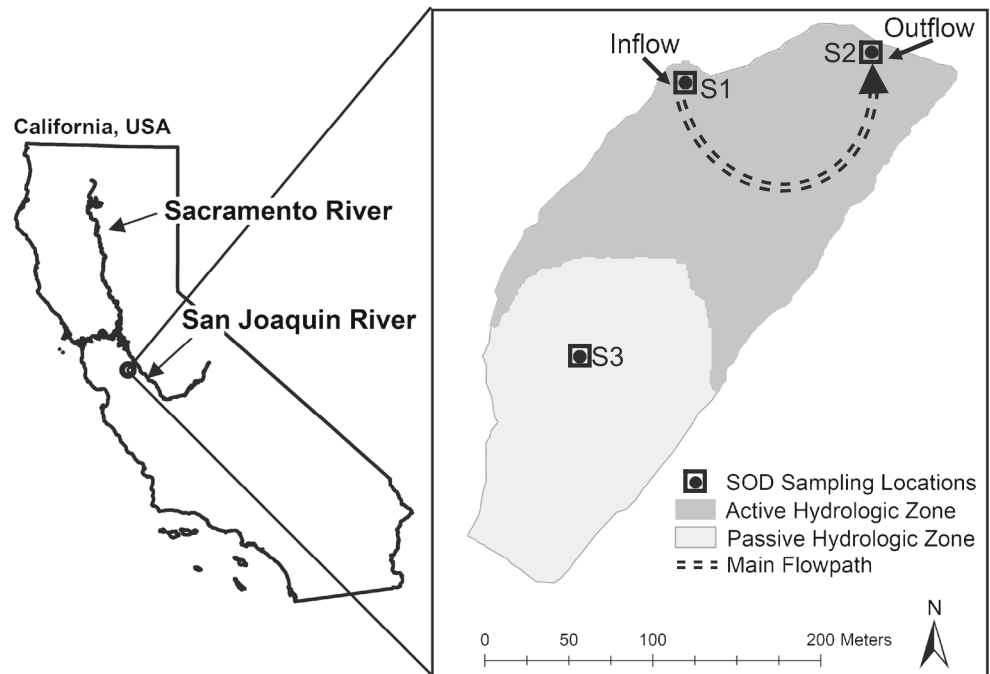 California, USA
Sacramento River
San Joaquin River
Inflow
S1
S2
Outflow
S3
SOD Sampling Locations
Active Hydrologic Zone
Passive Hydrologic Zone
Main Flowpath
0 50 100 200 Meters
N